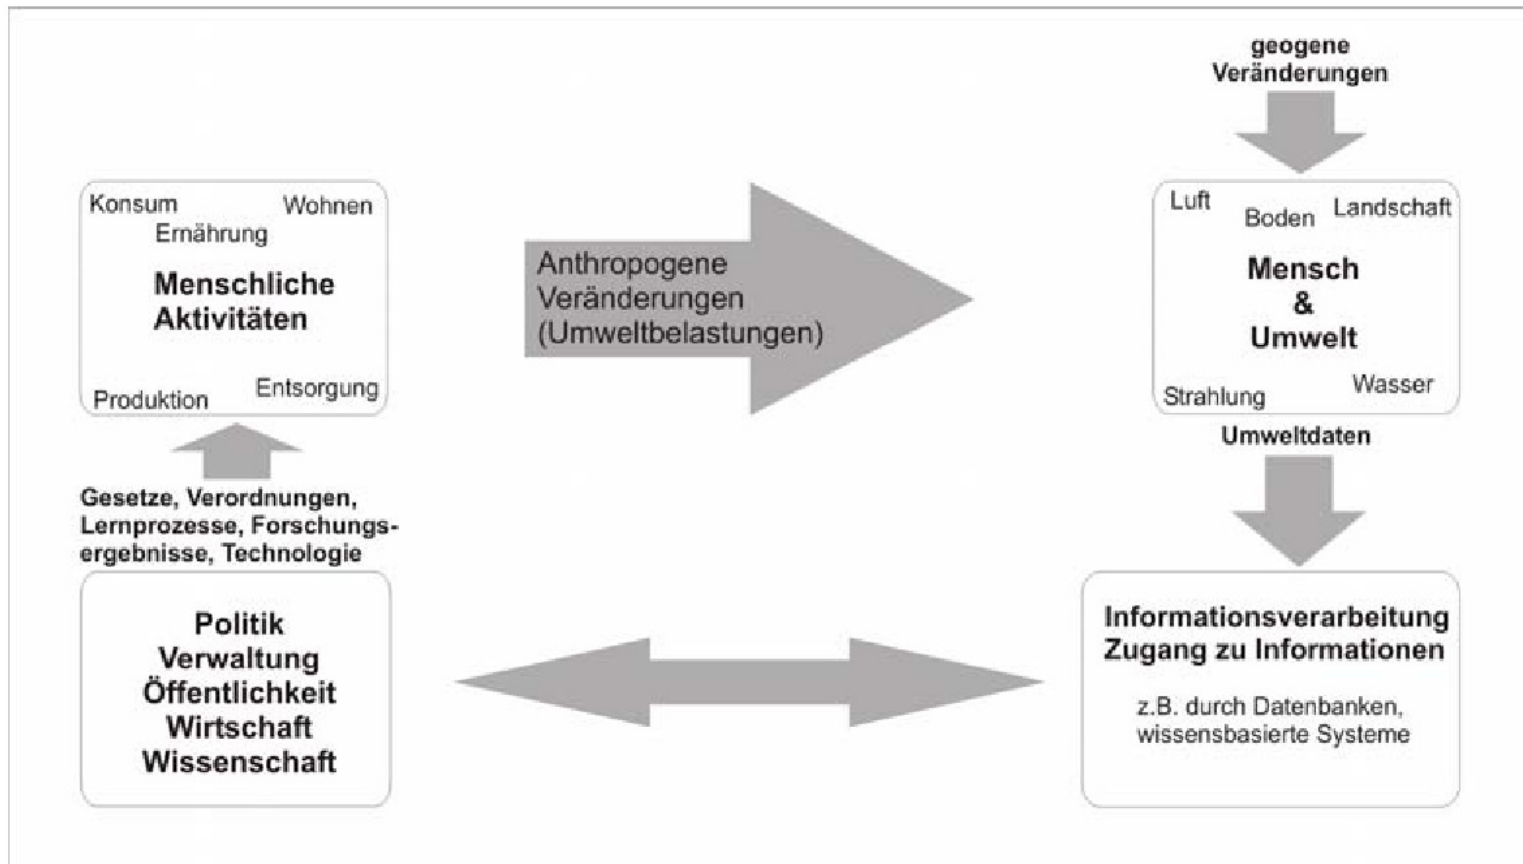 geogene
Veränderungen
Konsum
Wohnen
Ernährung
Menschliche
Aktivitäten
Produktion
Entsorgung
Anthropogene
Veränderungen
(Umweltbelastungen)
Luft
Boden
Landschaft
Mensch
&
Umwelt
Strahlung
Wasser
Umweltdaten
Gesetze, Verordnungen,
Lernprozesse, Forschungs-
ergebnisse, Technologie
Politik
Verwaltung
Öffentlichkeit
Wirtschaft
Wissenschaft
Informationsverarbeitung
Zugang zu Informationen
z.B. durch Datenbanken,
wissensbasierte Systeme